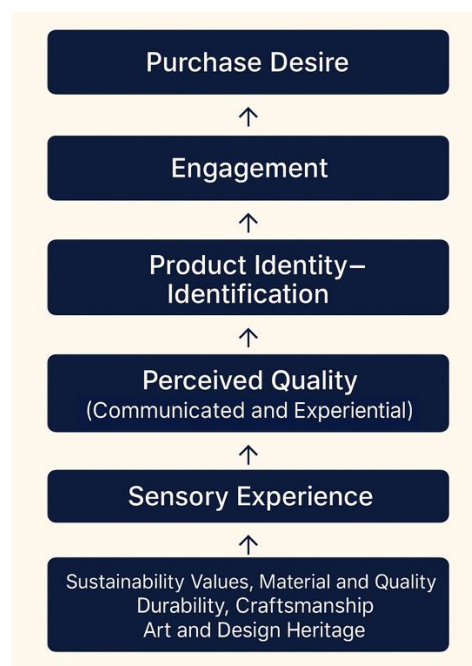 Purchase Desire
↑
Engagement
↑
Product Identity–
Identification
↑
Perceived Quality
(Communicated and Experiential)
↑
Sensory Experience
↑
Sustainability Values, Material and Quality
Durability, Craftsmanship
Art and Design Heritage